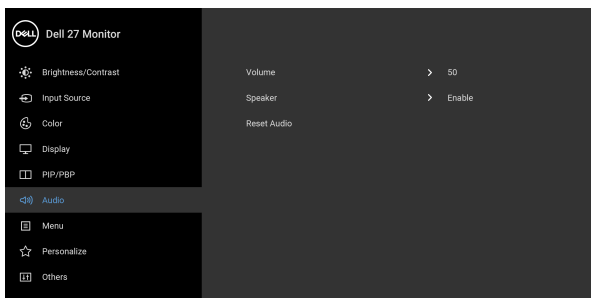 DELL
Dell 27 Monitor
Brightness/Contrast
Input Source
Color
Display
PIP/PBP
Audio
Menu
Personalize
Others
Volume > 50
Speaker > Enable
Reset Audio